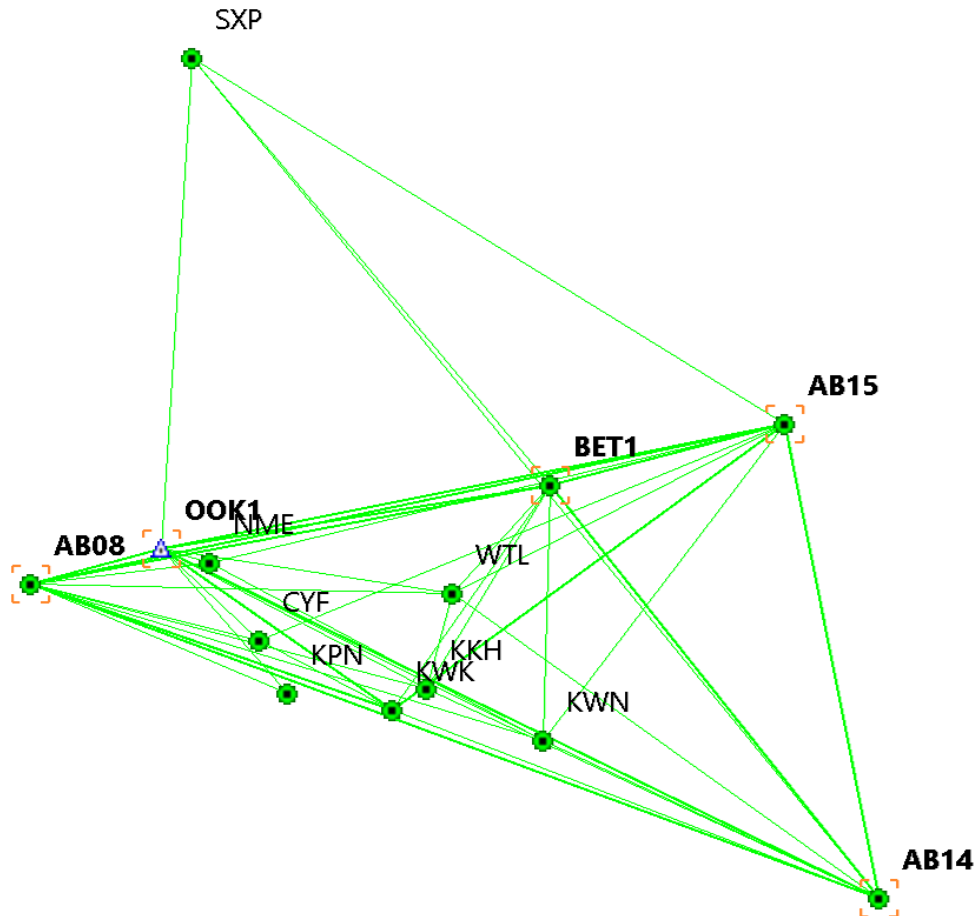 SXP
AB15
BET1
OOK1
NME
AB08
WTL
CYF
KPN
KKH
KWK
KWN
AB14